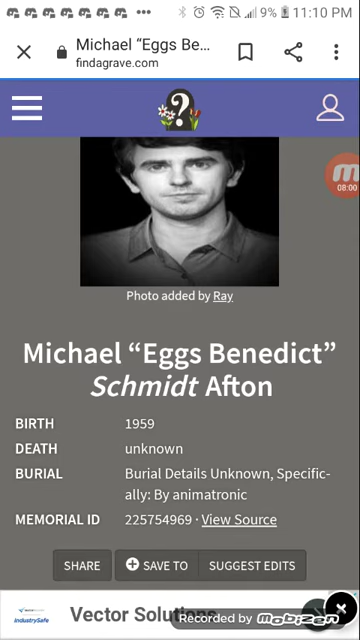 9% 11:10 PM
Michael “Eggs Be...
findagrave.com
?
08:00
Photo added by Ray
Michael “Eggs Benedict”
Schmidt Afton
BIRTH 1959
DEATH unknown
BURIAL Burial Details Unknown, Specific-
ally: By animatronic
MEMORIAL ID 225754969 · View Source
SHARE SAVE TO SUGGEST EDITS
industrySafe Vector Solutions
Recorded by Mobizen